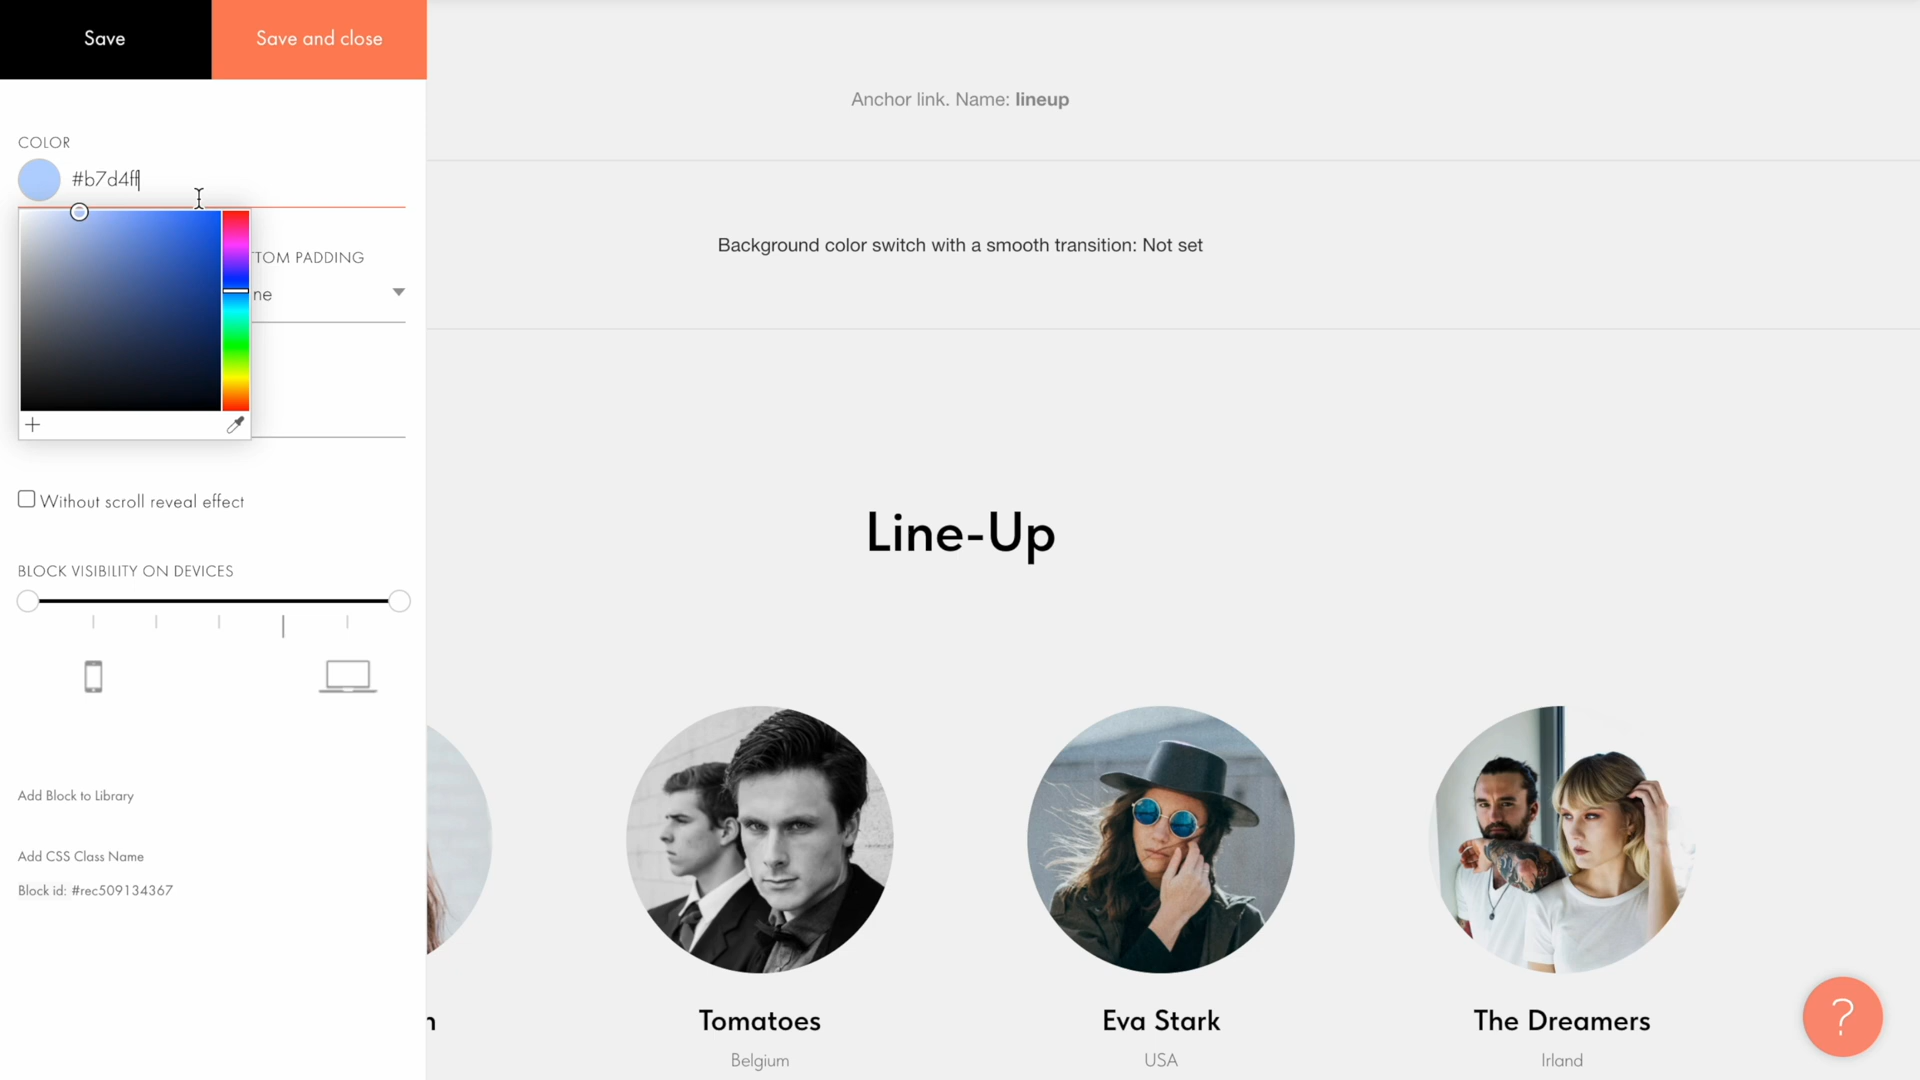 Save
Save and close
COLOR
#b7d4ff
TOM PADDING
ne
Without scroll reveal effect
BLOCK VISIBILITY ON DEVICES
Add Block to Library
Add CSS Class Name
Block id: #rec509134367
Anchor link. Name: lineup
Background color switch with a smooth transition: Not set
Line-Up
Tomatoes
Belgium
Eva Stark
USA
The Dreamers
Irland
?